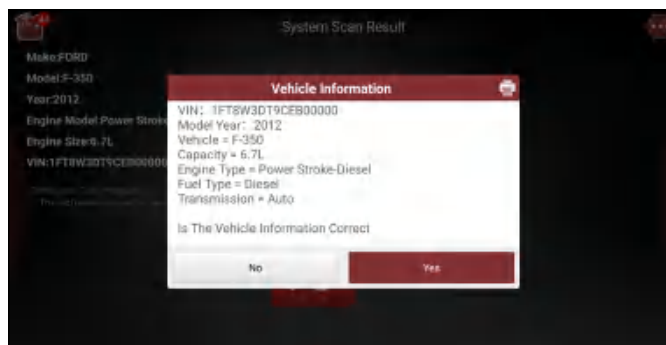 System Scan Result
Make:FORD
Model:F-350
Year:2012
Engine Model:Power Stroke
Engine Size:6.7L
VIN:1FT8W3DT9CEB00000
Vehicle Information
VIN: 1FT8W3DT9CEB00000
Model Year: 2012
Vehicle = F-350
Capacity = 6.7L
Engine Type = Power Stroke-Diesel
Fuel Type = Diesel
Transmission = Auto
Is The Vehicle Information Correct
No
Yes